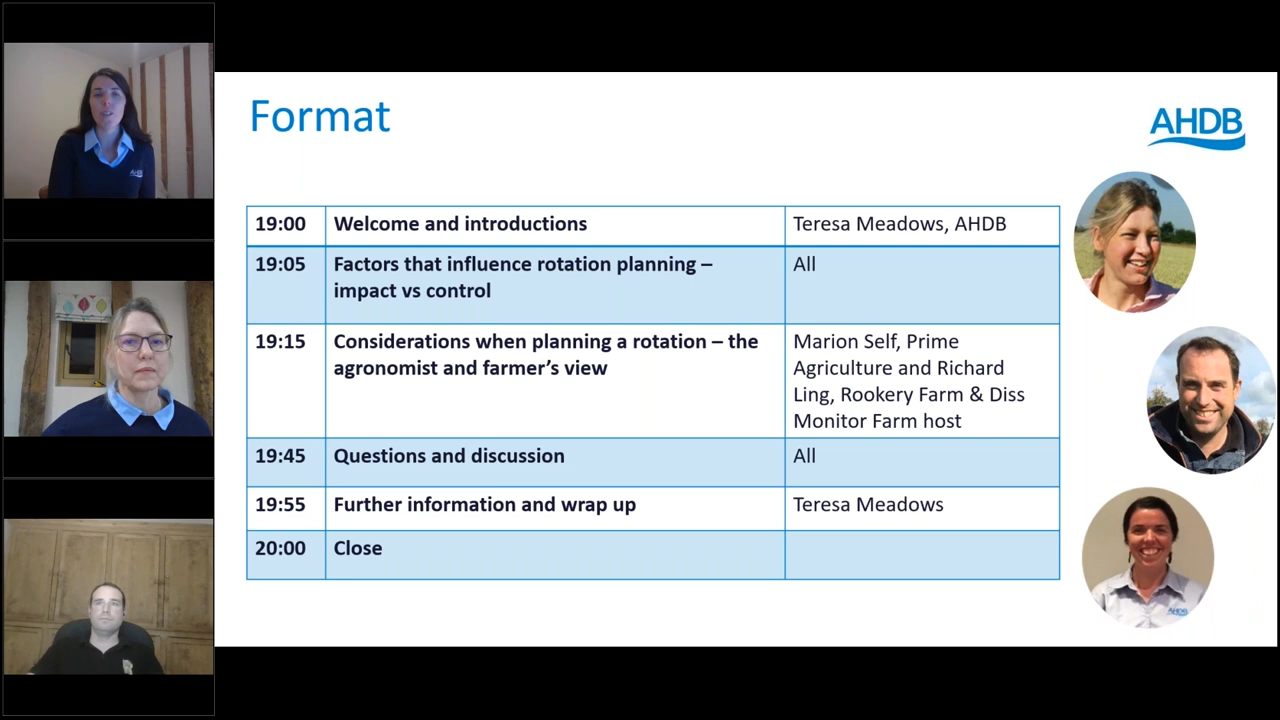 Format
AHDB
19:00 Welcome and introductions Teresa Meadows, AHDB
19:05 Factors that influence rotation planning – All
impact vs control
19:15 Considerations when planning a rotation – the Marion Self, Prime
agronomist and farmer’s view Agriculture and Richard
Ling, Rookery Farm & Diss
Monitor Farm host
19:45 Questions and discussion All
19:55 Further information and wrap up Teresa Meadows
20:00 Close
AHDB
AHDB